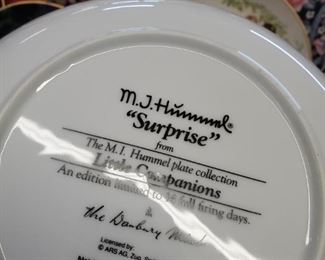 M.J. Hummel®
"Surprise"
from
The M. I. Hummel plate collection
Little Companions
An edition limited to full firing days.
&
The Danbury Mint
Licensed by:
© ARS AG, Zug,